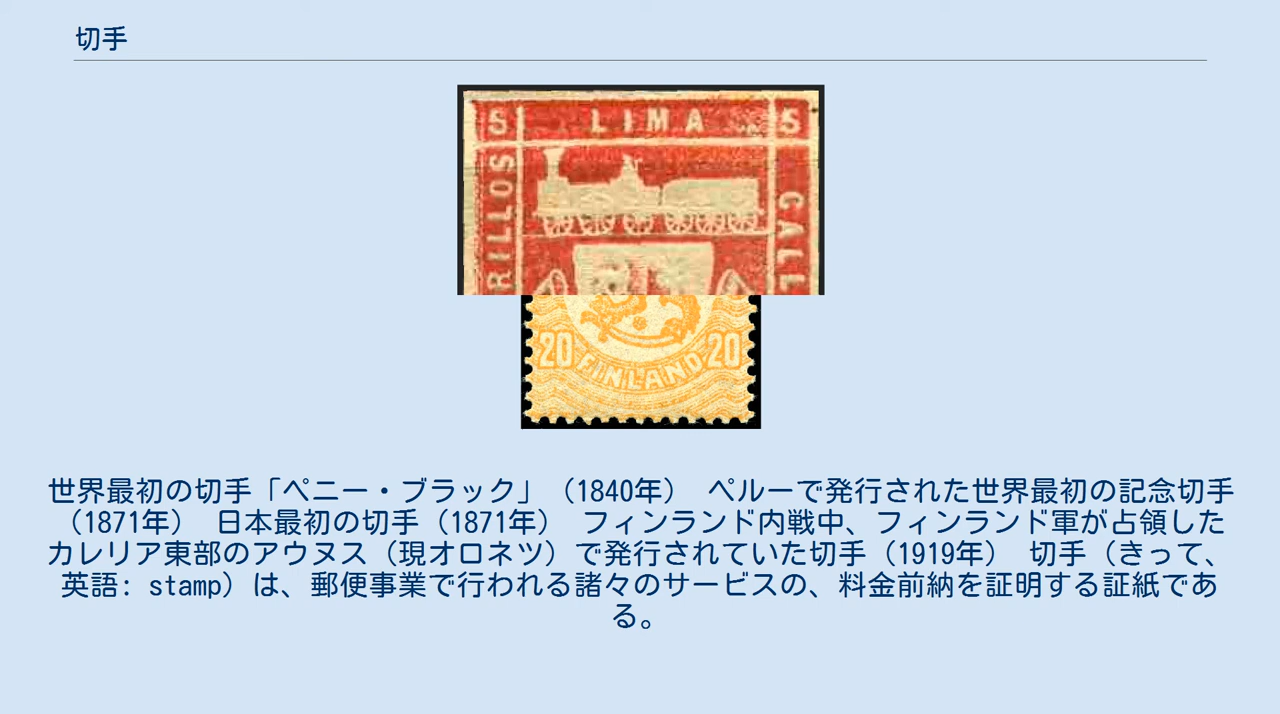 切手
5 LIMA 5
RILLOS
CALL
20 FINLAND 20
世界最初の切手「ペニー・ブラック」（1840年） ペルーで発行された世界最初の記念切手
（1871年） 日本最初の切手（1871年） フィンランド内戦中、フィンランド軍が占領した
カレリア東部のアウヌス（現オロネツ）で発行されていた切手（1919年） 切手（きって、
英語: stamp）は、郵便事業で行われる諸々のサービスの、料金前納を証明する証紙であ
る。